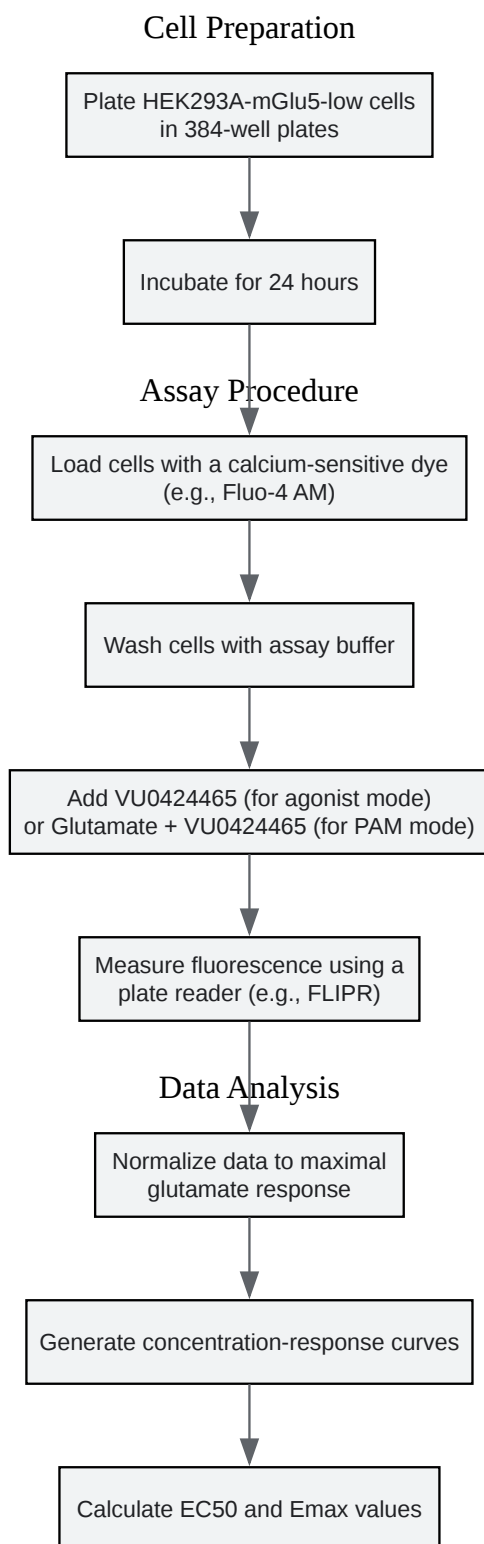 Cell Preparation
Plate HEK293A-mGlu5-low cells
in 384-well plates
Incubate for 24 hours
Assay Procedure
Load cells with a calcium-sensitive dye
(e.g., Fluo-4 AM)
Wash cells with assay buffer
Add VU0424465 (for agonist mode)
or Glutamate + VU0424465 (for PAM mode)
Measure fluorescence using a
plate reader (e.g., FLIPR)
Data Analysis
Normalize data to maximal
glutamate response
Generate concentration-response curves
Calculate EC50 and Emax values